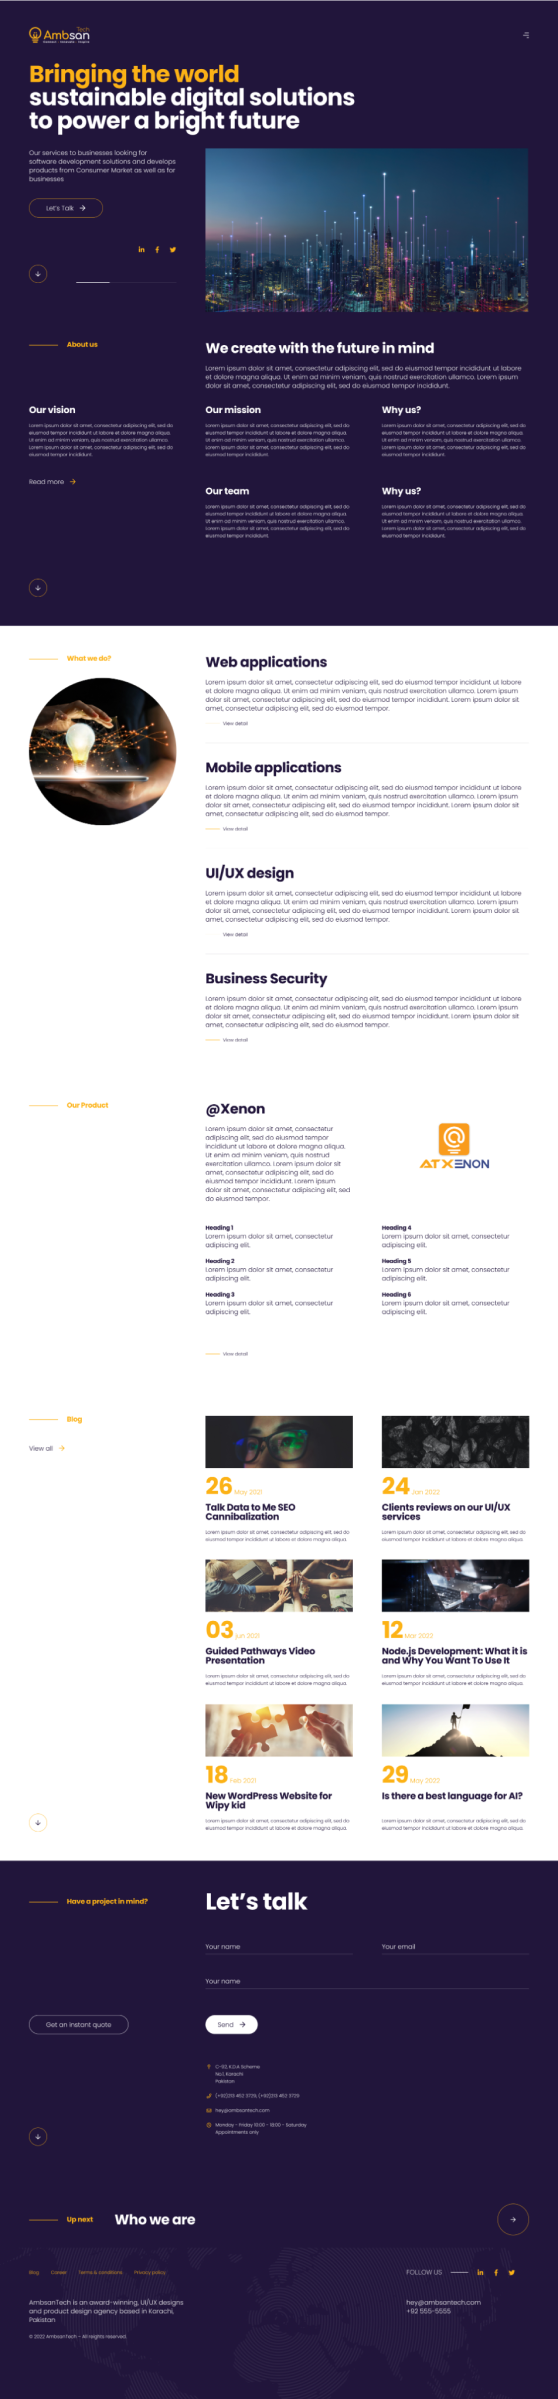 Tech
Ambsan
Bringing the world
sustainable digital solutions
to power a bright future
Our services to businesses looking for
software development solutions and develops
products from Consumer Market as well as for
businesses
Let's Talk
About us
We create with the future in mind
Lorem ipsum dolor sit amet, consectetur adipiscing elit, sed do eiusmod tempor incididunt ut labore
et dolore magna aliqua. Ut enim ad minim veniam, quis nostrud exercitation ullamco. Lorem ipsum
dolor sit amet, consectetur adipiscing elit, sed do eiusmod tempor incididunt.
Our vision
Lorem ipsum dolor sit amet, consectetur adipiscing elit, sed do
eiusmod tempor incididunt ut labore et dolore magna aliqua.
Ut enim ad minim veniam, quis nostrud exercitation ullamco.
Lorem ipsum dolor sit amet, consectetur adipiscing elit, sed do
eiusmod tempor incididunt.
Read more
Our mission
Lorem ipsum dolor sit amet, consectetur adipiscing elit, sed do
eiusmod tempor incididunt ut labore et dolore magna aliqua.
Ut enim ad minim veniam, quis nostrud exercitation ullamco.
Lorem ipsum dolor sit amet, consectetur adipiscing elit, sed do
eiusmod tempor incididunt.
Why us?
Lorem ipsum dolor sit amet, consectetur adipiscing elit, sed do
eiusmod tempor incididunt ut labore et dolore magna aliqua.
Ut enim ad minim veniam, quis nostrud exercitation ullamco.
Lorem ipsum dolor sit amet, consectetur adipiscing elit, sed do
eiusmod tempor incididunt.
Our team
Lorem ipsum dolor sit amet, consectetur adipiscing elit, sed do
eiusmod tempor incididunt ut labore et dolore magna aliqua.
Ut enim ad minim veniam, quis nostrud exercitation ullamco.
Lorem ipsum dolor sit amet, consectetur adipiscing elit, sed do
eiusmod tempor incididunt.
Why us?
Lorem ipsum dolor sit amet, consectetur adipiscing elit, sed do
eiusmod tempor incididunt ut labore et dolore magna aliqua.
Ut enim ad minim veniam, quis nostrud exercitation ullamco.
Lorem ipsum dolor sit amet, consectetur adipiscing elit, sed do
eiusmod tempor incididunt.
What we do?
Web applications
Lorem ipsum dolor sit amet, consectetur adipiscing elit, sed do eiusmod tempor incididunt ut labore
et dolore magna aliqua. Ut enim ad minim veniam, quis nostrud exercitation ullamco. Lorem ipsum
dolor sit amet, consectetur adipiscing elit, sed do eiusmod tempor incididunt. Lorem ipsum dolor sit
amet, consectetur adipiscing elit, sed do eiusmod tempor.
View detail
Mobile applications
Lorem ipsum dolor sit amet, consectetur adipiscing elit, sed do eiusmod tempor incididunt ut labore
et dolore magna aliqua. Ut enim ad minim veniam, quis nostrud exercitation ullamco. Lorem ipsum
dolor sit amet, consectetur adipiscing elit, sed do eiusmod tempor incididunt. Lorem ipsum dolor sit
amet, consectetur adipiscing elit, sed do eiusmod tempor.
View detail
UI/UX design
Lorem ipsum dolor sit amet, consectetur adipiscing elit, sed do eiusmod tempor incididunt ut labore
et dolore magna aliqua. Ut enim ad minim veniam, quis nostrud exercitation ullamco. Lorem ipsum
dolor sit amet, consectetur adipiscing elit, sed do eiusmod tempor incididunt. Lorem ipsum dolor sit
amet, consectetur adipiscing elit, sed do eiusmod tempor.
View detail
Business Security
Lorem ipsum dolor sit amet, consectetur adipiscing elit, sed do eiusmod tempor incididunt ut labore
et dolore magna aliqua. Ut enim ad minim veniam, quis nostrud exercitation ullamco. Lorem ipsum
dolor sit amet, consectetur adipiscing elit, sed do eiusmod tempor incididunt. Lorem ipsum dolor sit
amet, consectetur adipiscing elit, sed do eiusmod tempor.
View detail
Our Product
@Xenon
Lorem ipsum dolor sit amet, consectetur
adipiscing elit, sed do eiusmod tempor
incididunt ut labore et dolore magna aliqua.
Ut enim ad minim veniam, quis nostrud
exercitation ullamco. Lorem ipsum dolor sit
amet, consectetur adipiscing elit, sed do
eiusmod tempor incididunt. Lorem ipsum
dolor sit amet, consectetur adipiscing elit, sed
do eiusmod tempor.
ATXENON
Heading 1
Lorem ipsum dolor sit amet, consectetur
adipiscing elit.
Heading 2
Lorem ipsum dolor sit amet, consectetur
adipiscing elit.
Heading 3
Lorem ipsum dolor sit amet, consectetur
adipiscing elit.
Heading 4
Lorem ipsum dolor sit amet, consectetur
adipiscing elit.
Heading 5
Lorem ipsum dolor sit amet, consectetur
adipiscing elit.
Heading 6
Lorem ipsum dolor sit amet, consectetur
adipiscing elit.
View detail
Blog
View all
26 May 2021
Talk Data to Me SEO
Cannibalization
Lorem ipsum dolor sit amet, consectetur adipiscing elit, sed do
eiusmod tempor incididunt ut labore et dolore magna aliqua.
24 Jan 2022
Clients reviews on our UI/UX
services
Lorem ipsum dolor sit amet, consectetur adipiscing elit, sed do
eiusmod tempor incididunt ut labore et dolore magna aliqua.
03 jun 2021
Guided Pathways Video
Presentation
Lorem ipsum dolor sit amet, consectetur adipiscing elit, sed do
eiusmod tempor incididunt ut labore et dolore magna aliqua.
12 Mar 2022
Node.js Development: What it is
and Why You Want To Use It
Lorem ipsum dolor sit amet, consectetur adipiscing elit, sed do
eiusmod tempor incididunt ut labore et dolore magna aliqua.
18 Feb 2021
New WordPress Website for
Wipy kid
Lorem ipsum dolor sit amet, consectetur adipiscing elit, sed do
eiusmod tempor incididunt ut labore et dolore magna aliqua.
29 May 2022
Is there a best language for AI?
Lorem ipsum dolor sit amet, consectetur adipiscing elit, sed do
eiusmod tempor incididunt ut labore et dolore magna aliqua.
Have a project in mind?
Let's talk
Your name
Your email
Your name
Get an instant quote
Send
C-92, K.D.A Scheme
No.1, Karachi
Pakistan
(+92)213 452 3729, (+92)213 452 3729
hey@ambsantech.com
Monday - Friday 10:00 - 18:00 - Saturday
Appointments only
Up next
Who we are
Blog
Career
Terms & conditions
Privacy policy
FOLLOW US
AmbsanTech is an award-winning, UI/UX designs
and product design agency based in Karachi,
Pakistan
hey@ambsantech.com
+92 555-5555
© 2022 AmbsanTech - All reights reserved.